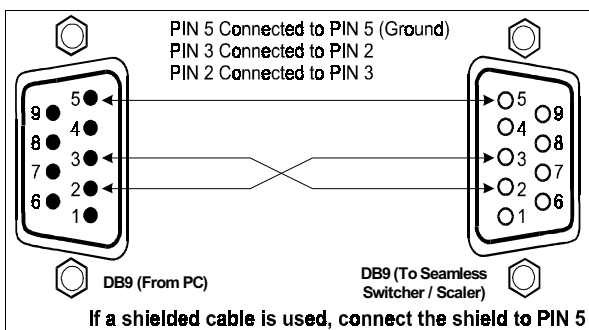 PIN 5 Connected to PIN 5 (Ground)
PIN 3 Connected to PIN 2
PIN 2 Connected to PIN 3
5
9
4
8
3
7
2
6
1
5
9
4
8
3
7
2
6
1
DB9 (From PC)
DB9 (To Seamless
Switcher / Scaler)
If a shielded cable is used, connect the shield to PIN 5